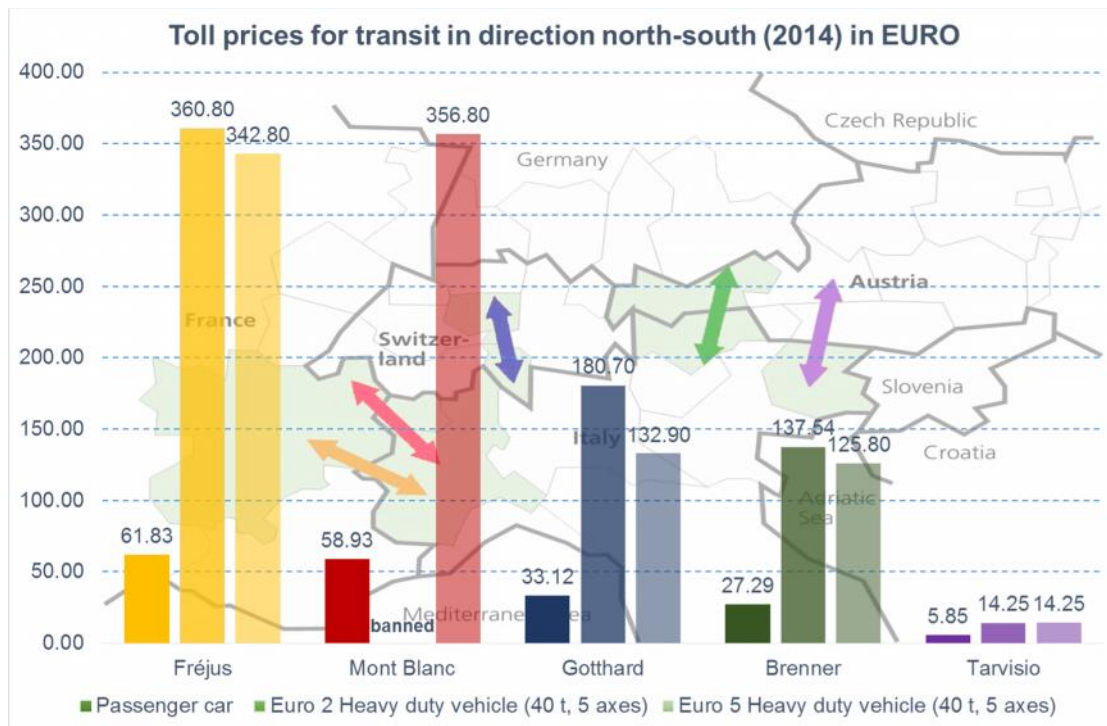 Toll prices for transit in direction north-south (2014) in EURO
400.00
350.00
300.00
250.00
200.00
150.00
100.00
50.00
0.00
360.80
342.80
356.80
Czech Republic
Germany
Austria
France
Switzer-
land
180.70
Slovenia
137.54
Italy
132.90
125.80
Croatia
Adriatic
Sea
61.83
58.93
33.12
27.29
5.85
14.25
14.25
Mediterranean Sea
banned
Fréjus
Mont Blanc
Gotthard
Brenner
Tarvisio
Passenger car
Euro 2 Heavy duty vehicle (40 t, 5 axes)
Euro 5 Heavy duty vehicle (40 t, 5 axes)